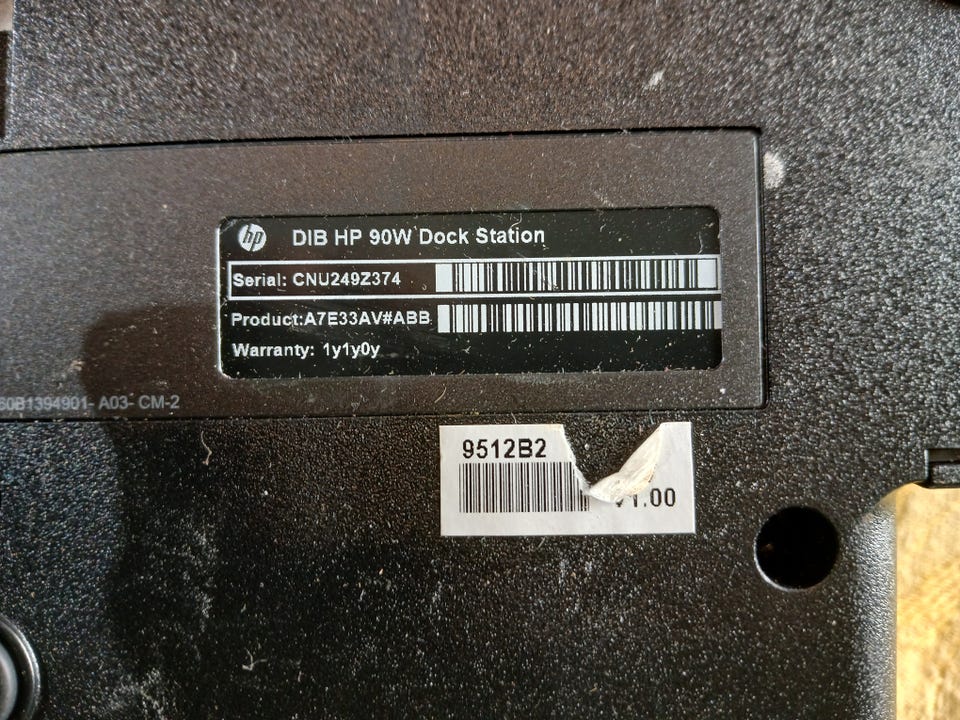 hp DIB HP 90W Dock Station
Serial: CNU249Z374
Product:A7E33AV#ABB
Warranty: 1y1y0y
60B1394901- A03- CM-2
9512B2
1.00